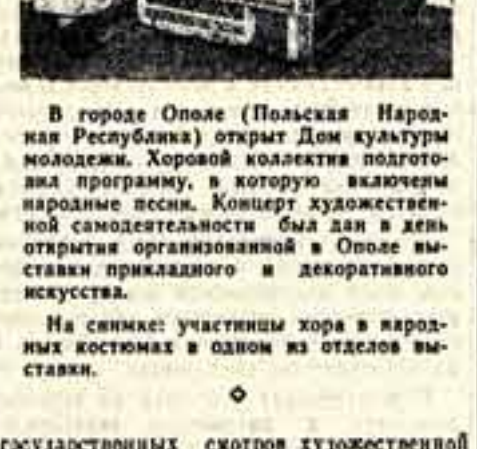 В городе Ополе (Польская Народ-
ная Республика) открыт Дом культуры
молодежи. Хоровой коллектив подгото-
вил программу, в которую включены
народные песни. Концерт художествен-
ной самодеятельности был дан в день
открытия организованной в Ополе вы-
ставки прикладного и декоративного
искусства.
На снимке: участницы хора в народ-
ных костюмах в одном из отделов вы-
ставки.
государственных смотров художественной